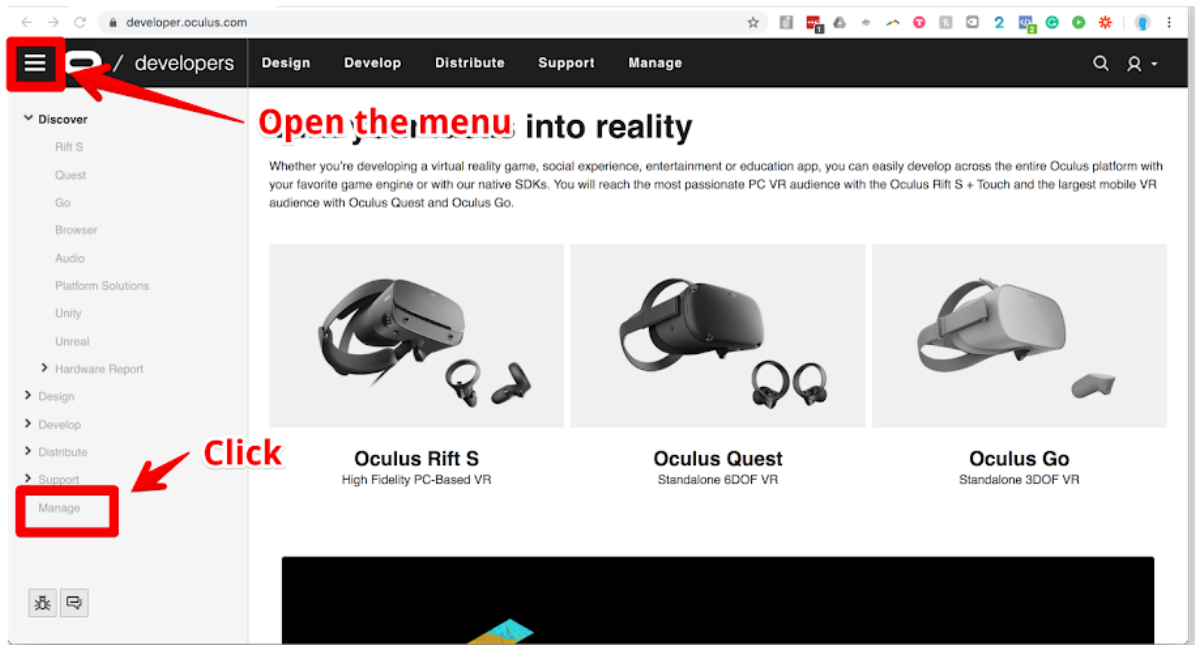 developer.oculus.com
/ developers
Design Develop Distribute Support Manage
Discover
Rift S
Quest
Go
Browser
Audio
Platform Solutions
Unity
Unreal
Hardware Report
Design
Develop
Distribute
Support
Manage
Open the menu
into reality
Whether you're developing a virtual reality game, social experience, entertainment or education app, you can easily develop across the entire Oculus platform with
your favorite game engine or with our native SDKs. You will reach the most passionate PC VR audience with the Oculus Rift S + Touch and the largest mobile VR
audience with Oculus Quest and Oculus Go.
Click
Oculus Rift S
High Fidelity PC-Based VR
Oculus Quest
Standalone 6DOF VR
Oculus Go
Standalone 3DOF VR